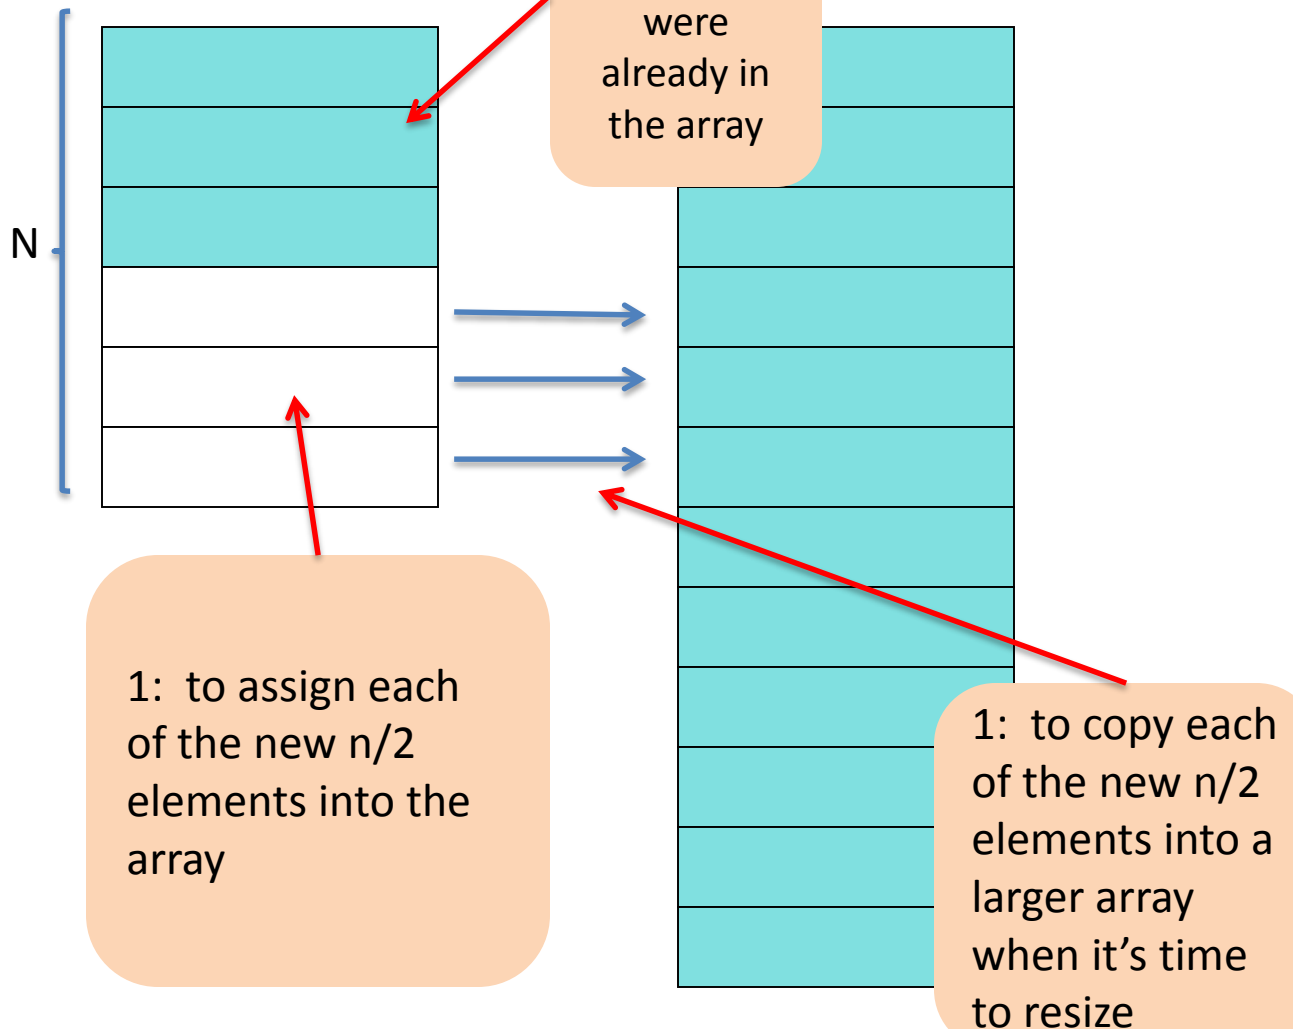 were
already in
the array
N
1:  to assign each
of the new n/2
elements into the
array
1:  to copy each
of the new n/2
elements into a
larger array
when it’s time
to resize